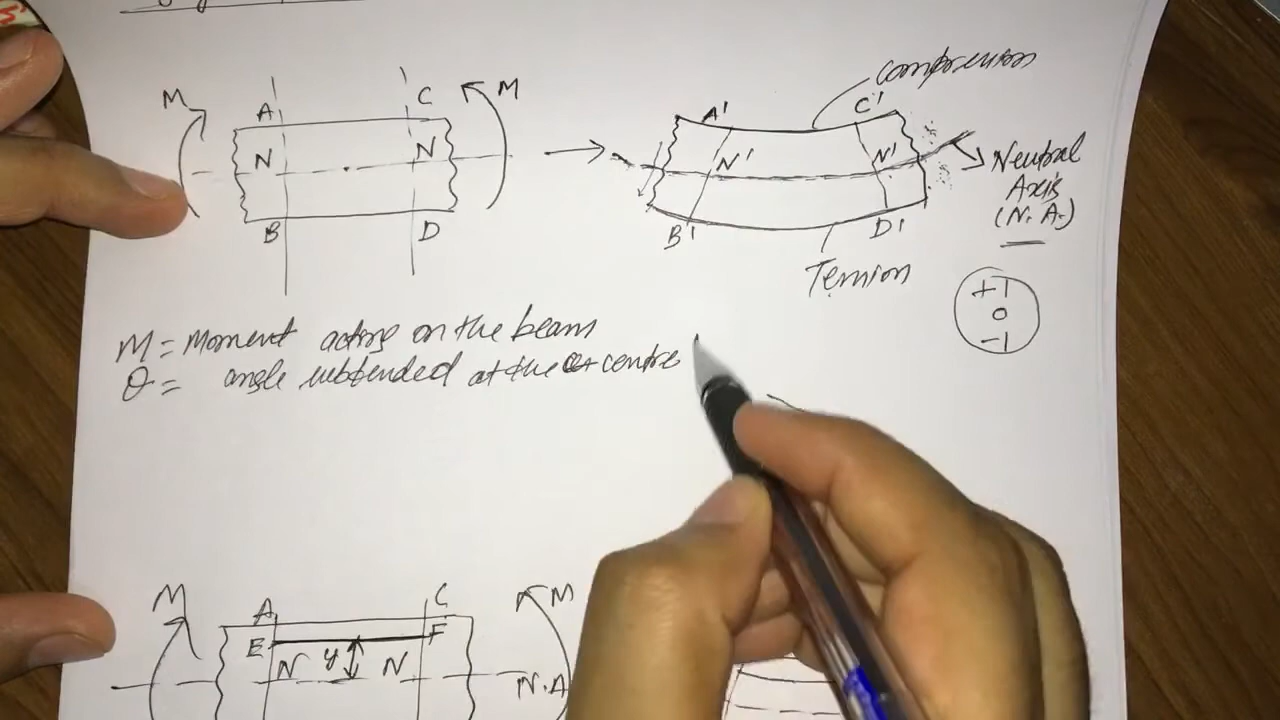 M A C M
N N
B D
A' C' Compression
N' N' Neutral
Axis
(N.A.)
B' D'
Tension
+1
0
-1
M = Moment acting on the beam
θ = angle subtended at the centre
M A C M
E F
N y N
N.A